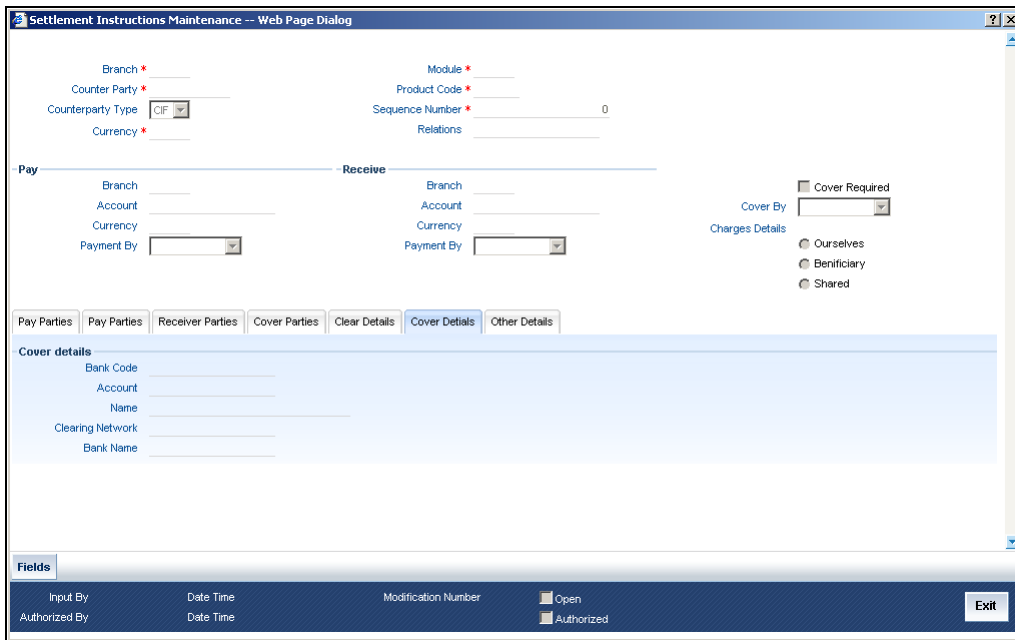 Settlement Instructions Maintenance -- Web Page Dialog
Branch * Module *
Counter Party * Product Code *
Counterparty Type CIF Sequence Number * 0
Currency * Relations
Pay Receive
Branch Branch Cover Required
Account Account Cover By
Currency Currency Charges Details
Payment By Payment By Ourselves
Benificiary
Shared
Pay Parties Pay Parties Receiver Parties Cover Parties Clear Details Cover Detials Other Details
Cover details
Bank Code
Account
Name
Clearing Network
Bank Name
Fields
Input By Date Time Modification Number Open
Authorized By Date Time Authorized
Exit